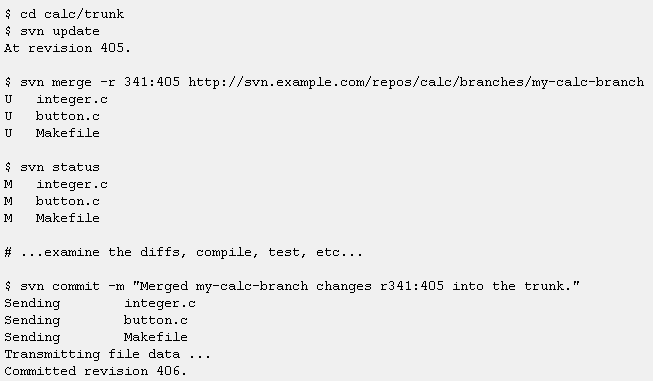 $ cd calc/trunk
$ svn update
At revision 405.
$ svn merge -r 341:405 http://svn.example.com/repos/calc/branches/my-calc-branch
U   integer.c
U   button.c
U   Makefile
$ svn status
M   integer.c
M   button.c
M   Makefile
# ...examine the diffs, compile, test, etc...
$ svn commit -m "Merged my-calc-branch changes r341:405 into the trunk."
Sending        integer.c
Sending        button.c
Sending        Makefile
Transmitting file data ...
Committed revision 406.